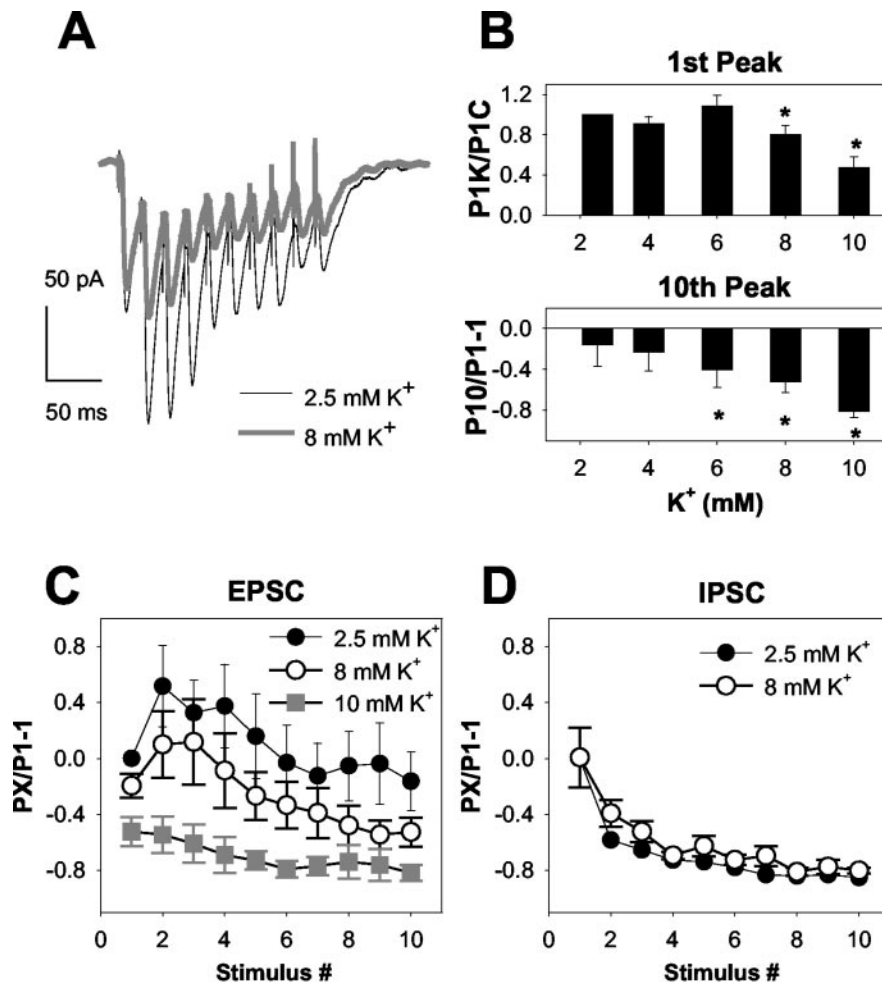 A
50 pA
50 ms
2.5 mM K+
8 mM K+
B
1st Peak
P1K/P1C
1.2
0.8
0.4
0.0
* *
2 4 6 8 10
10th Peak
P10/P1-1
0.0
-0.4
-0.8
* * *
2 4 6 8 10
K+ (mM)
C
EPSC
PX/P1-1
0.8
0.4
0.0
-0.4
-0.8
2.5 mM K+
8 mM K+
10 mM K+
0 2 4 6 8 10
Stimulus #
D
IPSC
PX/P1-1
0.8
0.4
0.0
-0.4
-0.8
2.5 mM K+
8 mM K+
0 2 4 6 8 10
Stimulus #